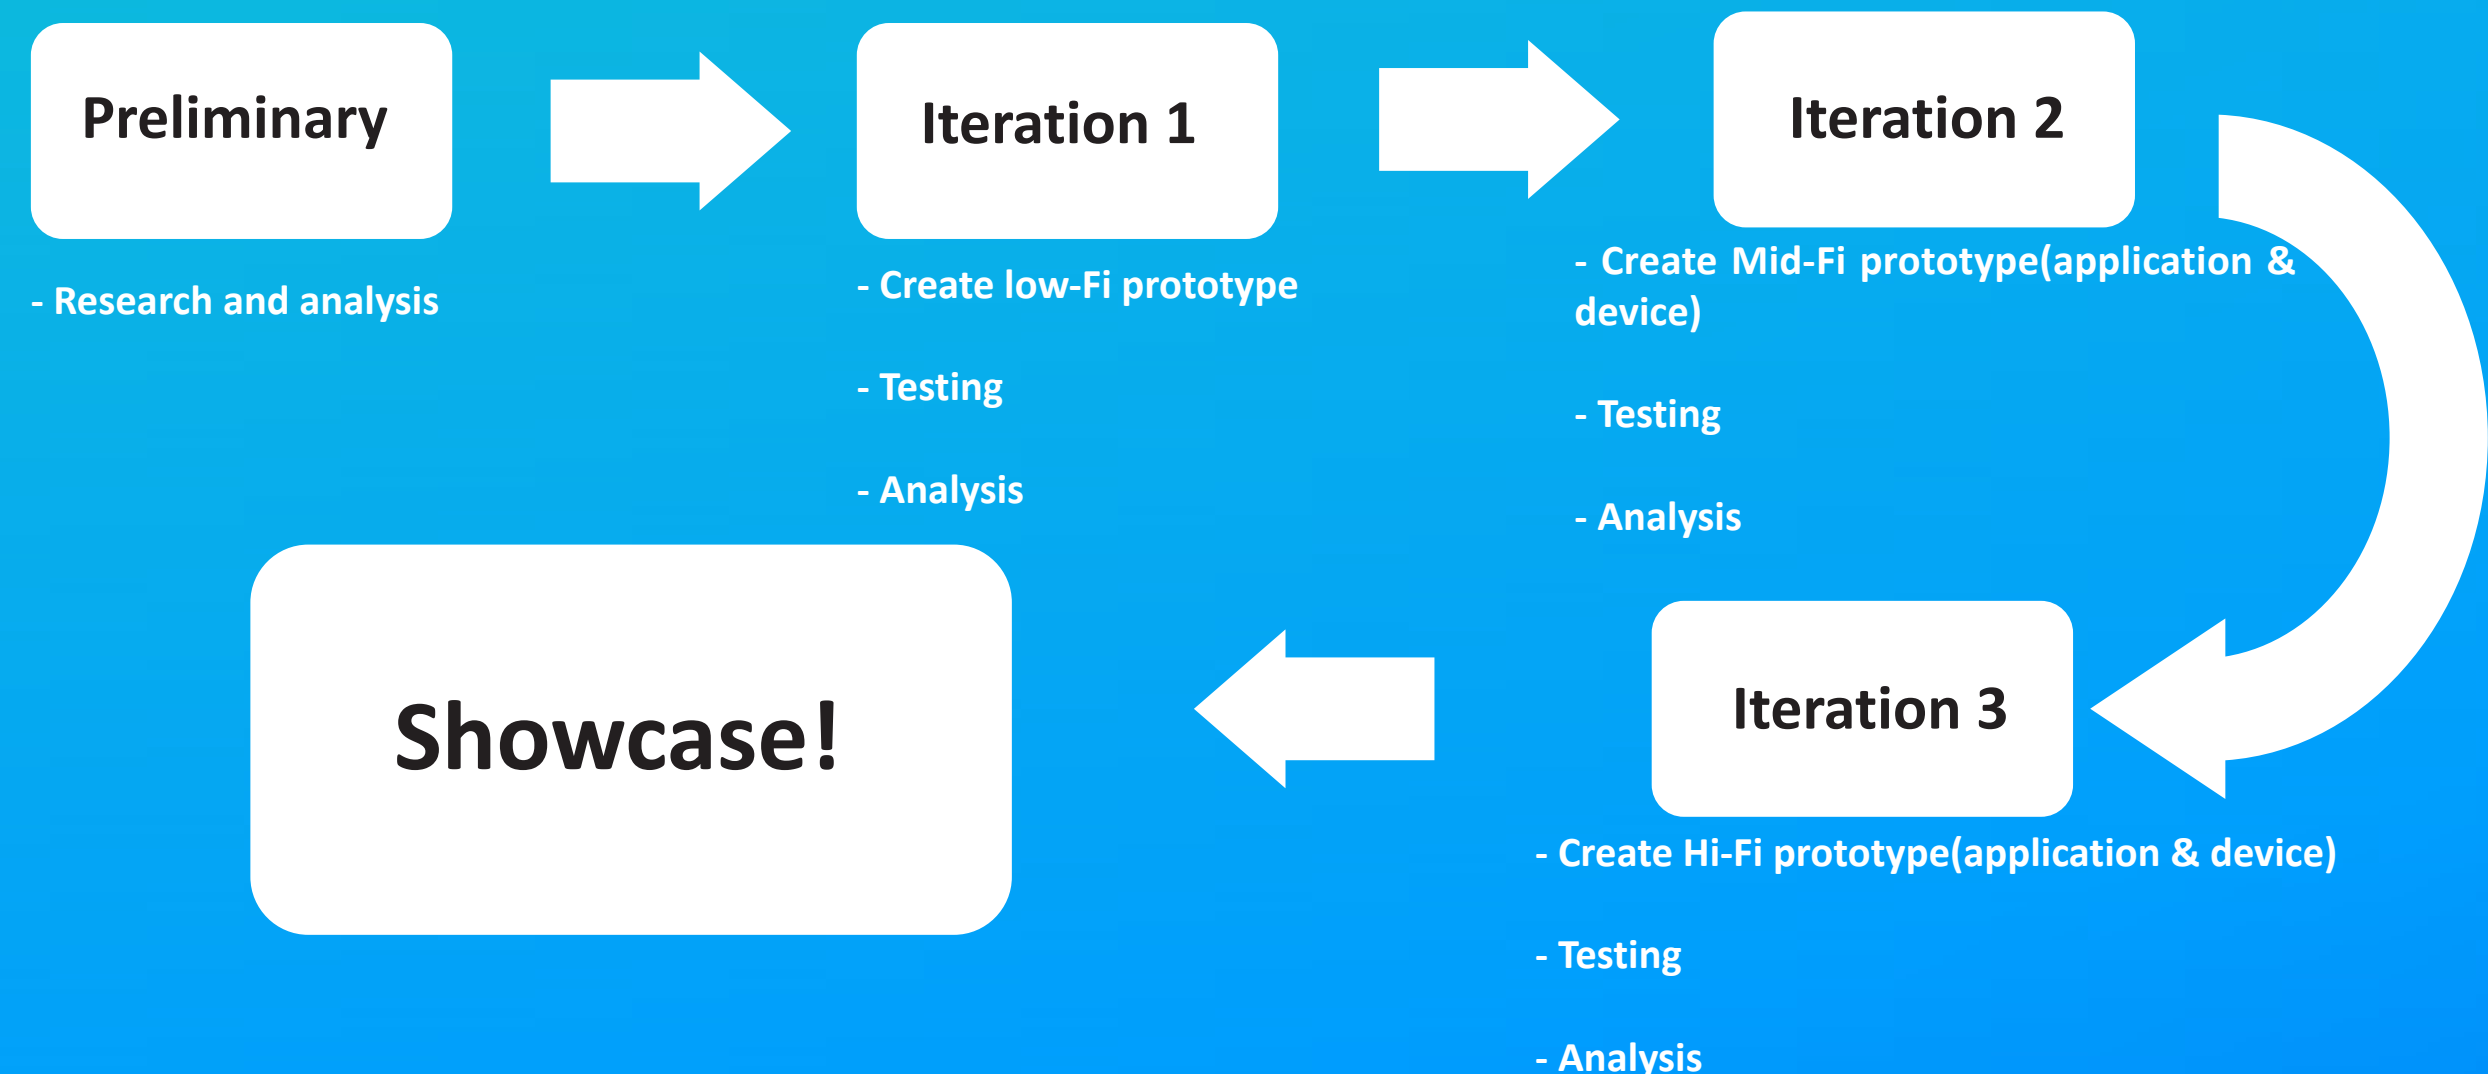 Preliminary
- Research and analysis
Iteration 1
- Create low-Fi prototype
- Testing
- Analysis
Iteration 2
- Create Mid-Fi prototype(application &
device)
- Testing
- Analysis
Iteration 3
- Create Hi-Fi prototype(application & device)
- Testing
- Analysis
Showcase!